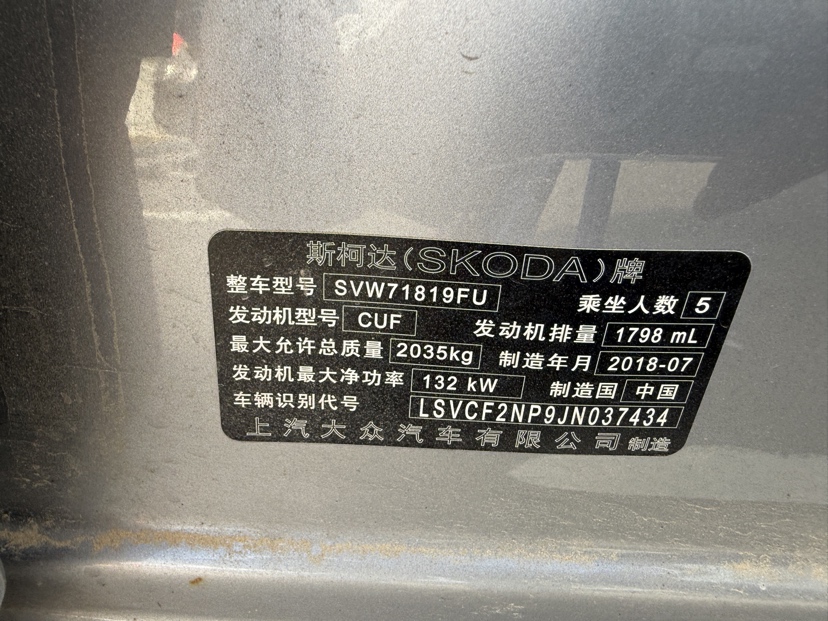 斯柯达(SKODA)牌
整车型号 SVW71819FU 乘坐人数 5
发动机型号 CUF 发动机排量 1798 mL
最大允许总质量 2035kg 制造年月 2018-07
发动机最大净功率 132 kW 制造国 中国
车辆识别代号 LSVCF2NP9JN037434
上汽大众汽车有限公司 制造